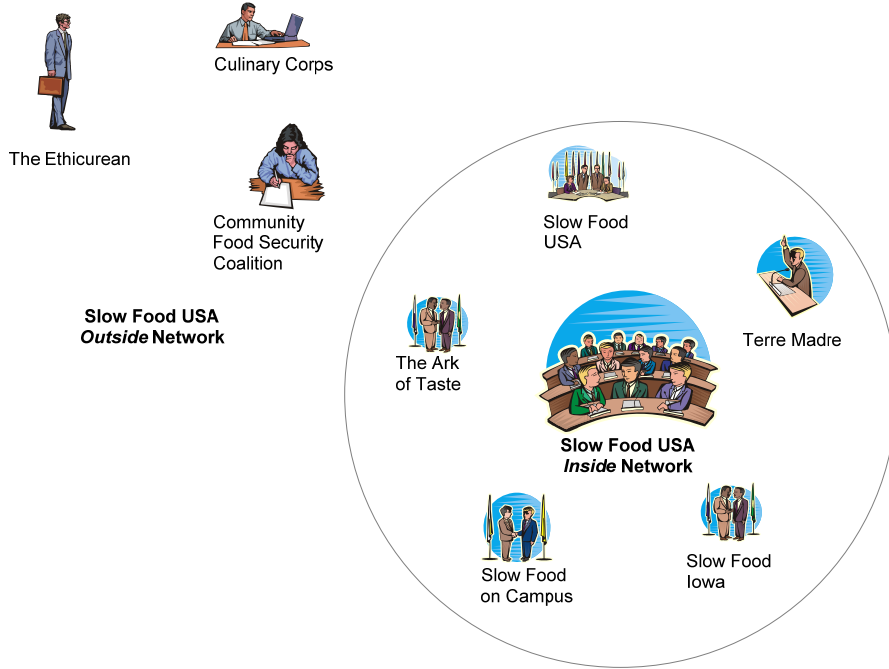 Culinary Corps
The Ethicurean
Community
Food Security
Coalition
Slow Food USA
Outside Network
Slow Food
USA
Terre Madre
The Ark
of Taste
Slow Food USA
Inside Network
Slow Food
on Campus
Slow Food
Iowa